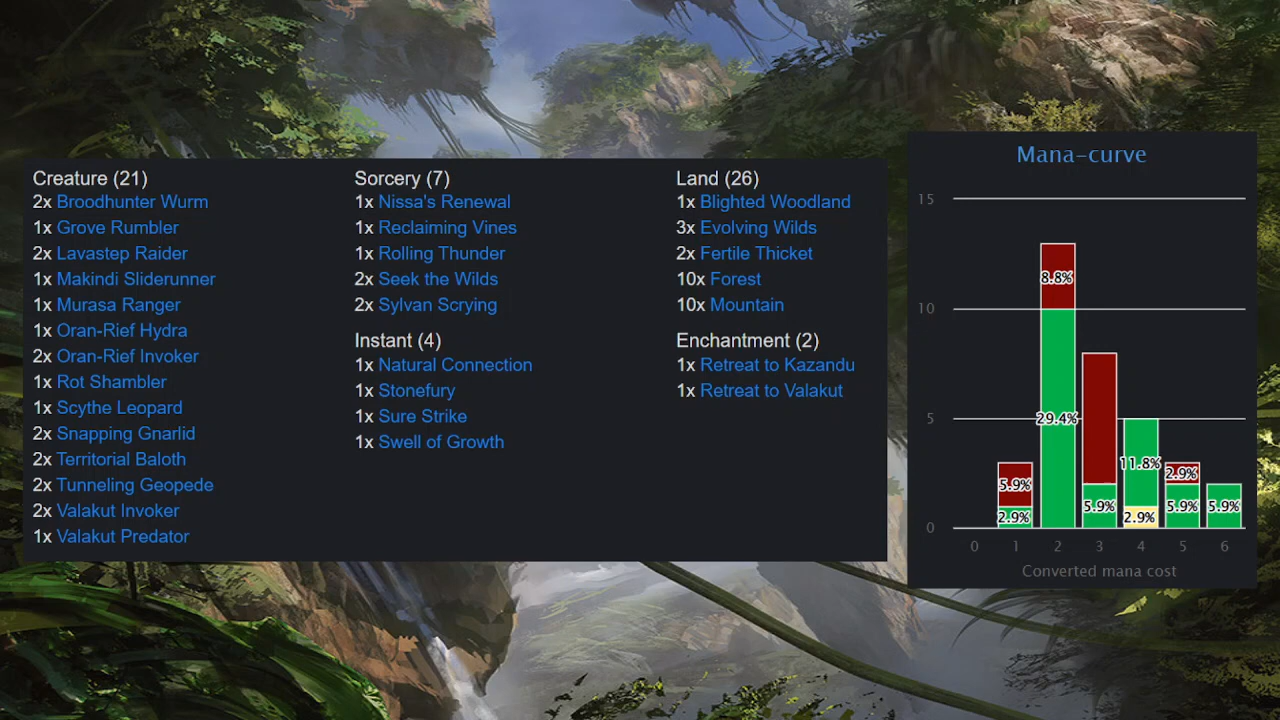 Creature (21)
2x Broodhunter Wurm
1x Grove Rumbler
2x Lavastep Raider
1x Makindi Sliderunner
1x Murasa Ranger
1x Oran-Rief Hydra
2x Oran-Rief Invoker
1x Rot Shambler
1x Scythe Leopard
2x Snapping Gnarlid
2x Territorial Baloth
2x Tunneling Geopede
2x Valakut Invoker
1x Valakut Predator
Sorcery (7)
1x Nissa's Renewal
1x Reclaiming Vines
1x Rolling Thunder
2x Seek the Wilds
2x Sylvan Scrying
Instant (4)
1x Natural Connection
1x Stonefury
1x Sure Strike
1x Swell of Growth
Land (26)
1x Blighted Woodland
3x Evolving Wilds
2x Fertile Thicket
10x Forest
10x Mountain
Enchantment (2)
1x Retreat to Kazandu
1x Retreat to Valakut
Mana-curve
15
10
5
0
8.8%
29.4%
11.8%
5.9%
2.9%
2.9%
5.9%
2.9%
5.9%
5.9%
0 1 2 3 4 5 6
Converted mana cost